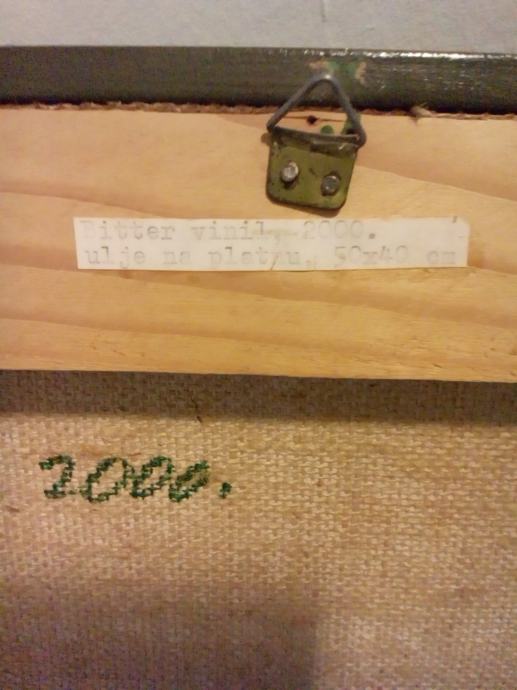 Bitter vinil, 2000.
ulje na platnu, 50x40 cm
2000.